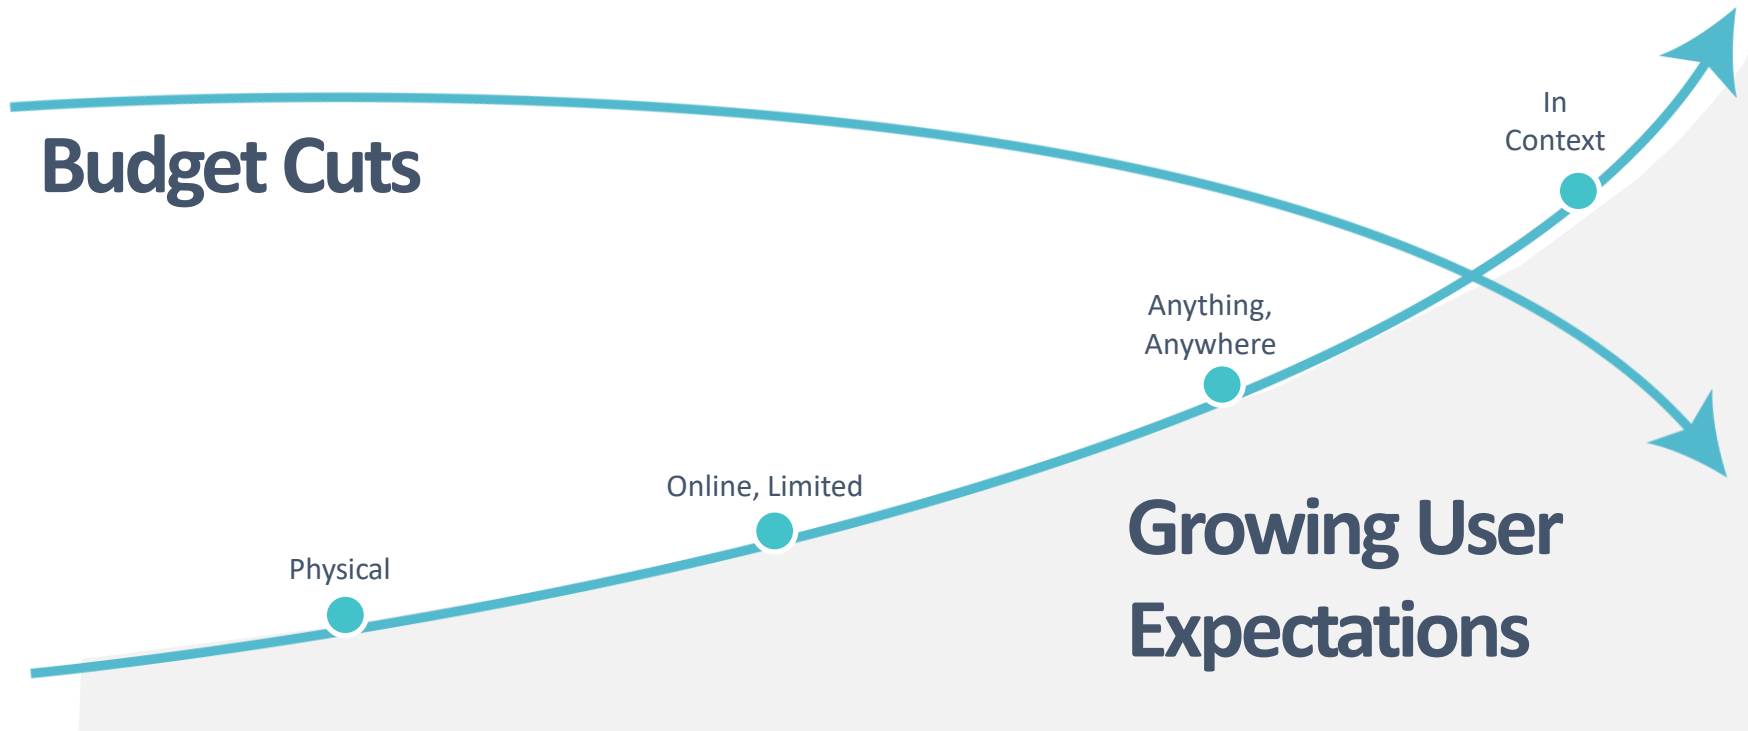 In
Context
Budget Cuts
Anything,
Anywhere
Online, Limited
Growing User
Expectations
Physical